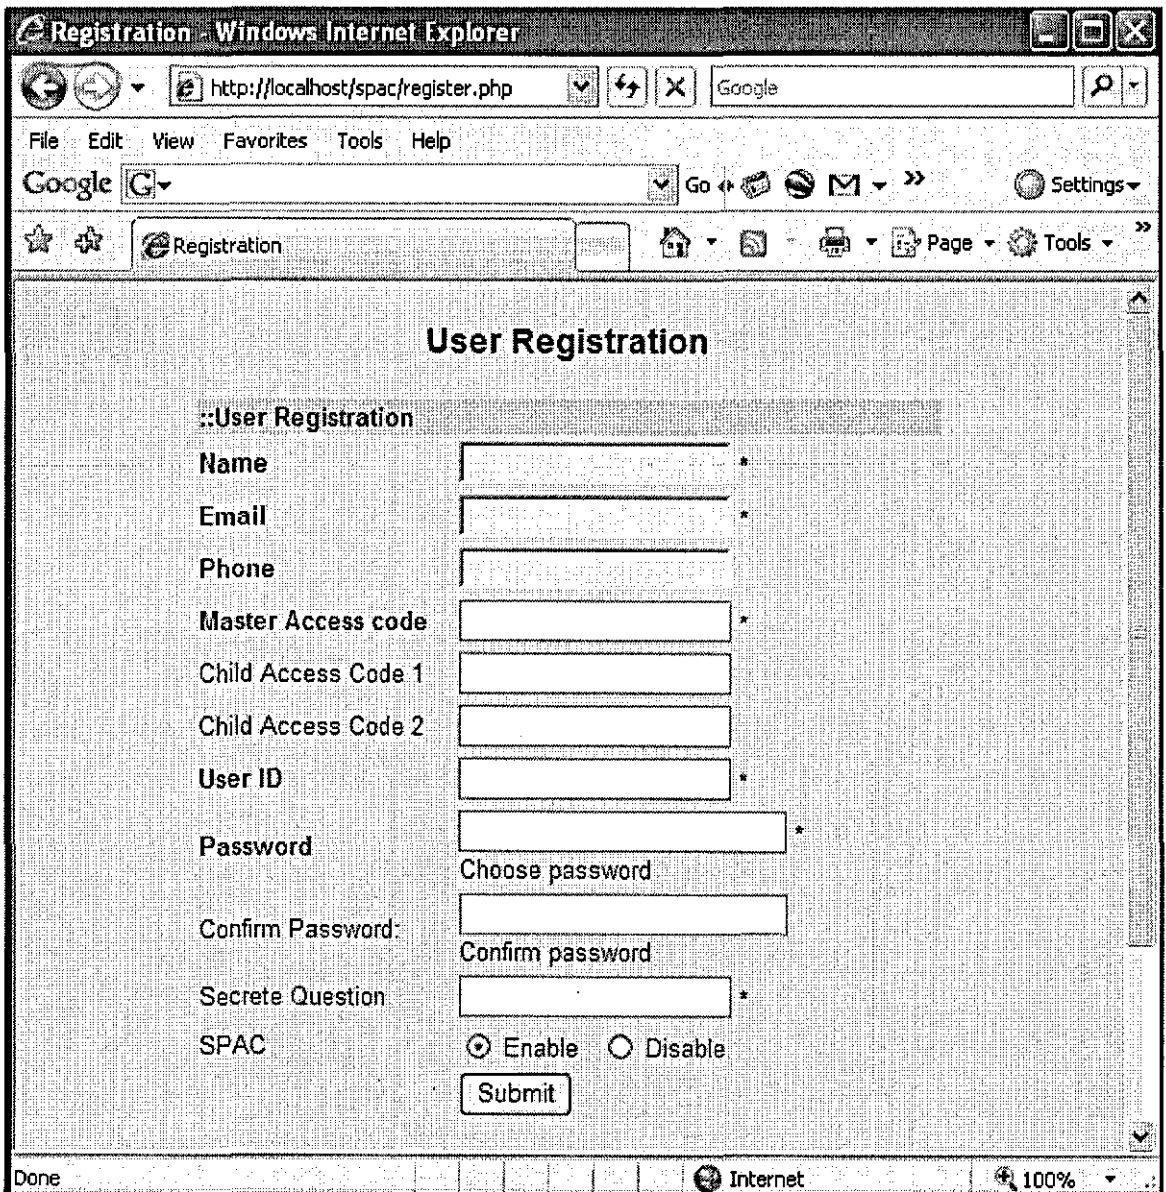 Registration - Windows Internet Explorer
http://localhost/spac/register.php
Google
File Edit View Favorites Tools Help
Google G Go Settings
Registration
Page Tools
User Registration
::User Registration
Name *
Email *
Phone
Master Access code *
Child Access Code 1
Child Access Code 2
User ID *
Password *
Choose password
Confirm Password:
Confirm password
Secrete Question *
SPAC Enable Disable
Submit
Done Internet 100%